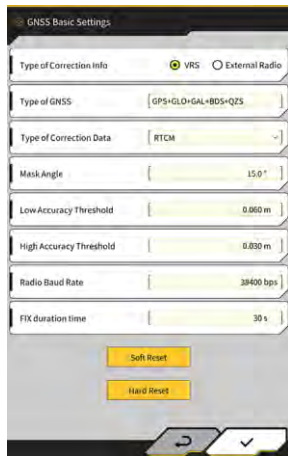 GNSS Basic Settings
Type of Correction Info VRS External Radio
Type of GNSS [GPS+GLO+GAL+BDS+QZS]
Type of Correction Data [RTCM]
Mask Angle [15.0°]
Low Accuracy Threshold [0.060 m]
High Accuracy Threshold [0.030 m]
Radio Baud Rate [38400 bps]
FIX duration time [30 s]
Soft Reset
Hard Reset